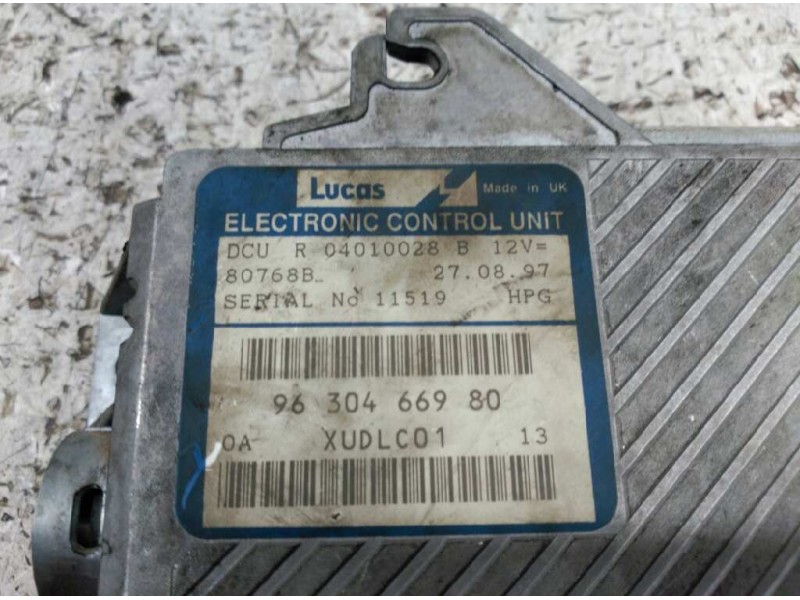 Lucas Made in UK
ELECTRONIC CONTROL UNIT
DCU R 04010028 B 12V=
80768B 27.08.97
SERIAL No 11519 HPG
96 304 669 80
0A XUDLC01 13